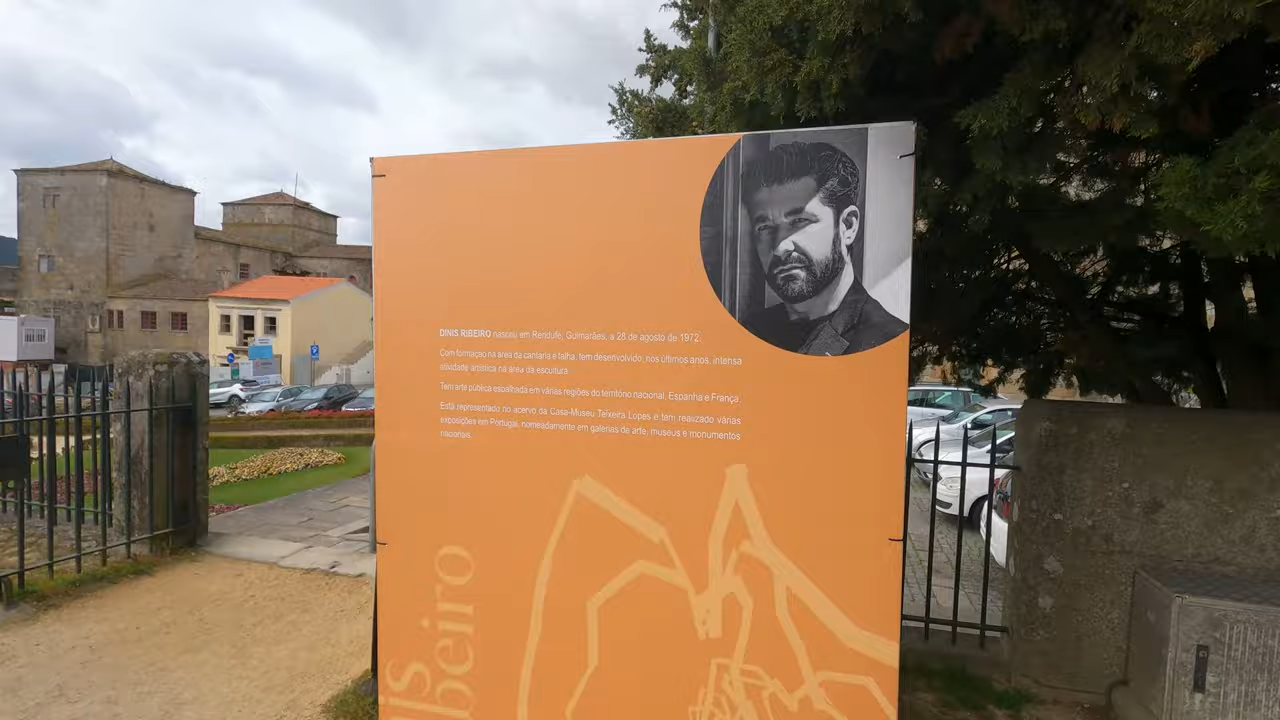 DINIS RIBEIRO nasceu em Rendufe, Guimarães, a 28 de agosto de 1972.
Com formação na área da cantaria e talha, tem desenvolvido, nos últimos anos, intensa
atividade artística na área da escultura.
Tem arte pública espalhada em várias regiões do território nacional, Espanha e França.
Está representado no acervo da Casa-Museu Teixeira Lopes e tem realizado várias
exposições em Portugal, nomeadamente em galerias de arte, museus e monumentos
nacionais.
is
beiro